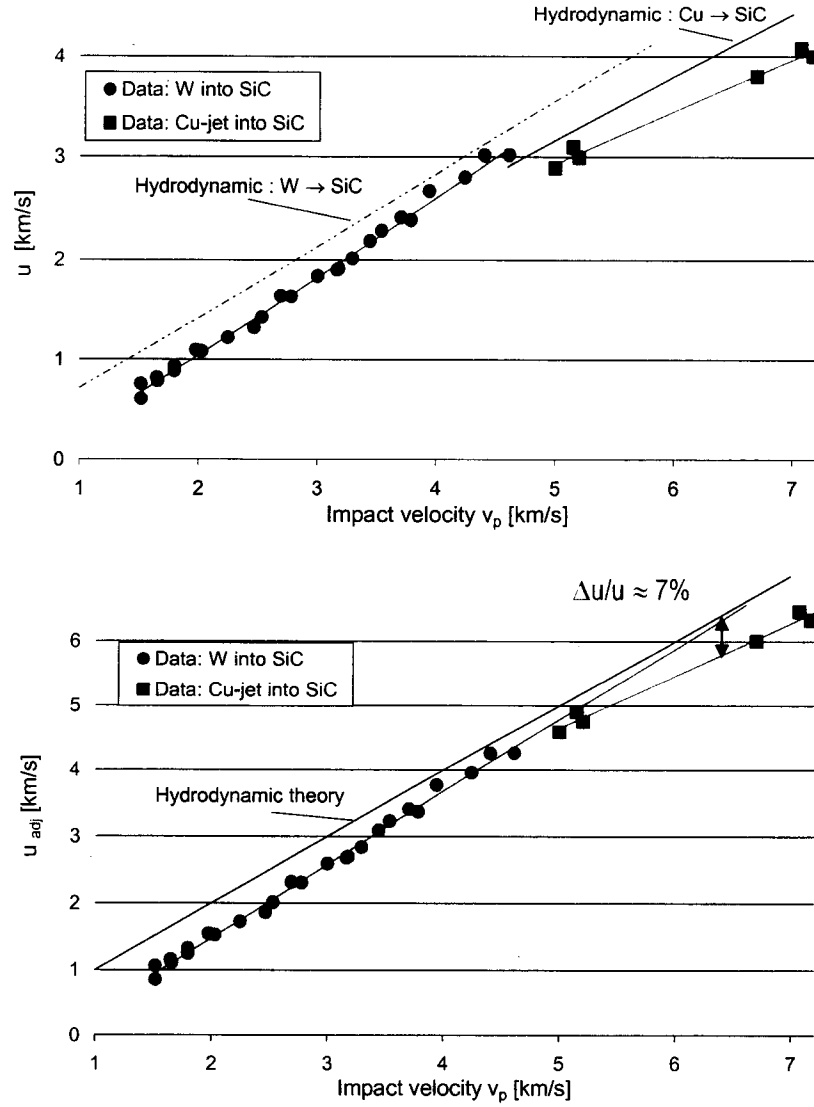 Hydrodynamic : Cu → SiC
4
Data: W into SiC
Data: Cu-jet into SiC
3
Hydrodynamic : W → SiC
u [km/s]
2
1
0
1 2 3 4 5 6 7
Impact velocity vₚ [km/s]
Δu/u ≈ 7%
6
Data: W into SiC
Data: Cu-jet into SiC
5
4
Hydrodynamic theory
u adj [km/s]
3
2
1
0
1 2 3 4 5 6 7
Impact velocity vₚ [km/s]